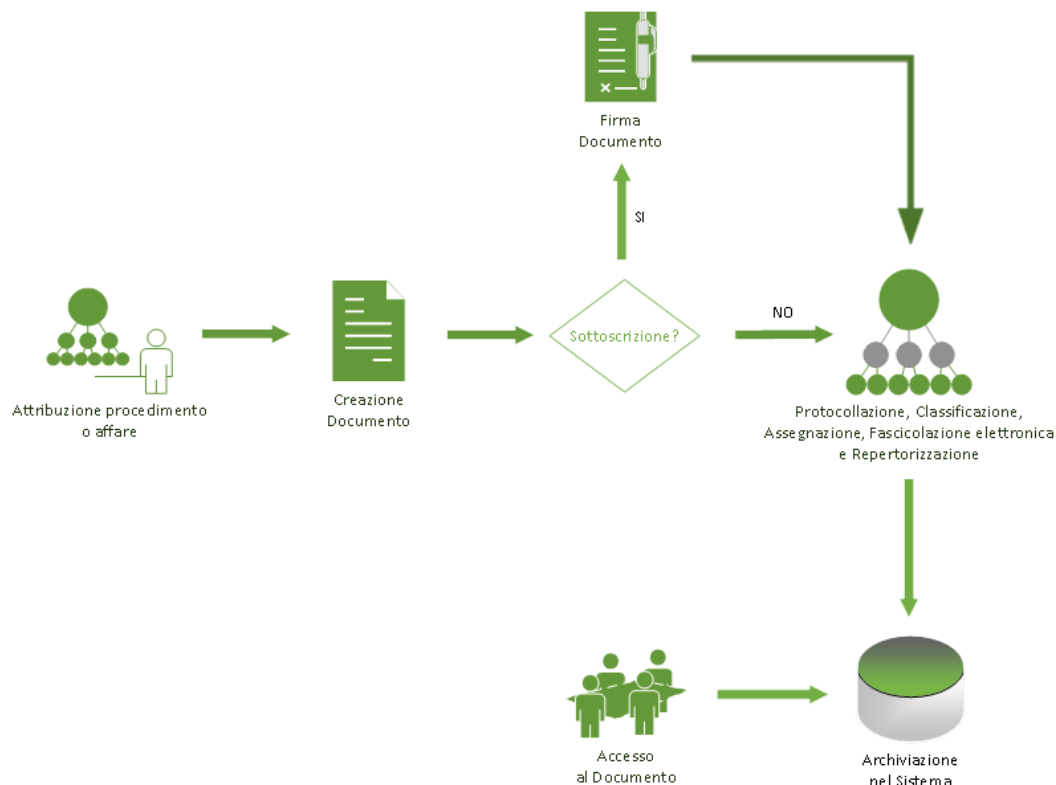 Firma
Documento
SI
Sottoscrizione?
NO
Attribuzione procedimento
o affare
Creazione
Documento
Protocollazione, Classificazione,
Assegnazione, Fascicolazione elettronica
e Repertorizzazione
Accesso
al Documento
Archiviazione
nel Sistema